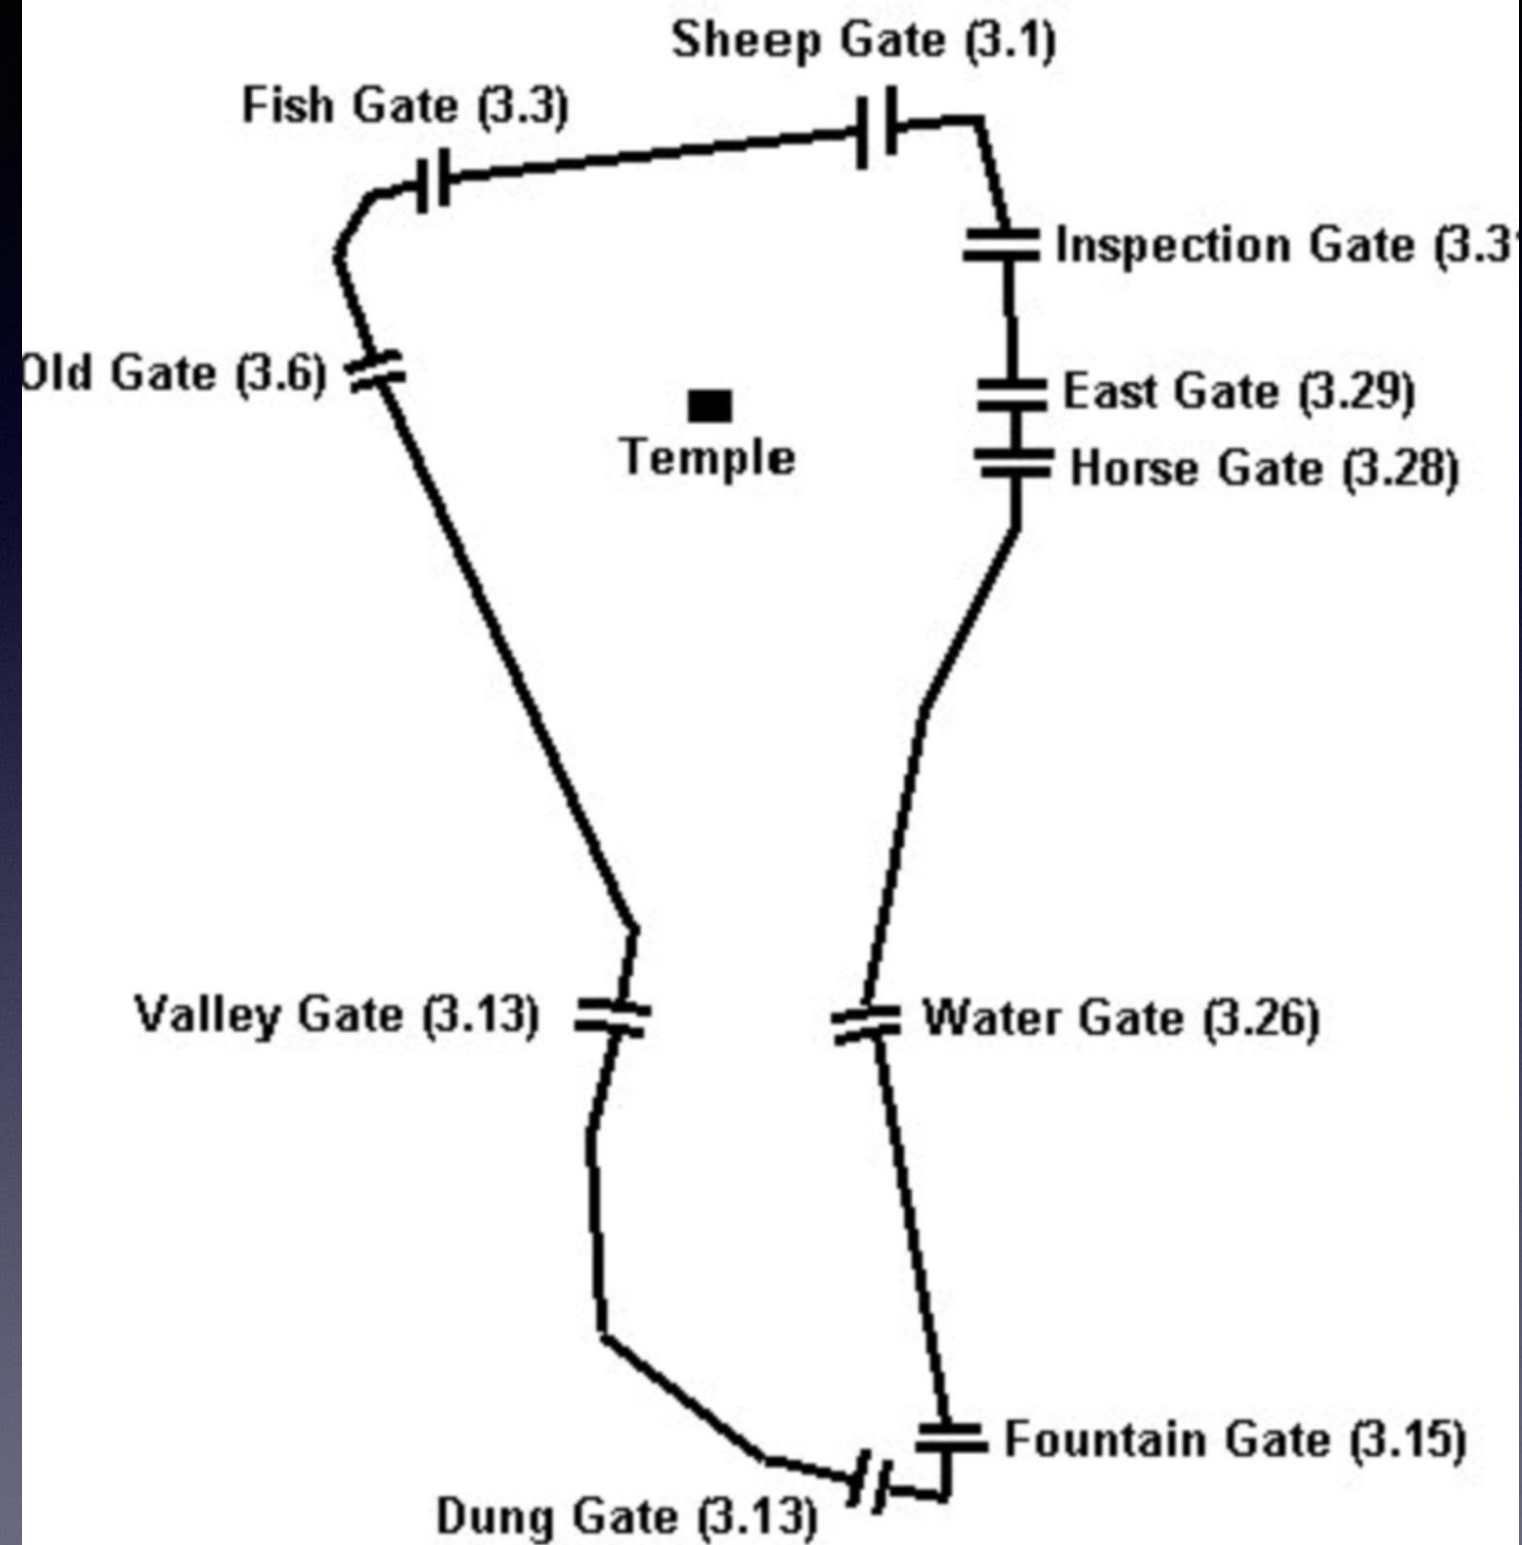 Sheep Gate (3.1)
Fish Gate (3.3)
Inspection Gate (3.3
Old Gate (3.6)
East Gate (3.29)
Temple
Horse Gate (3.28)
Valley Gate (3.13)
Water Gate (3.26)
Fountain Gate (3.15)
Dung Gate (3.13)